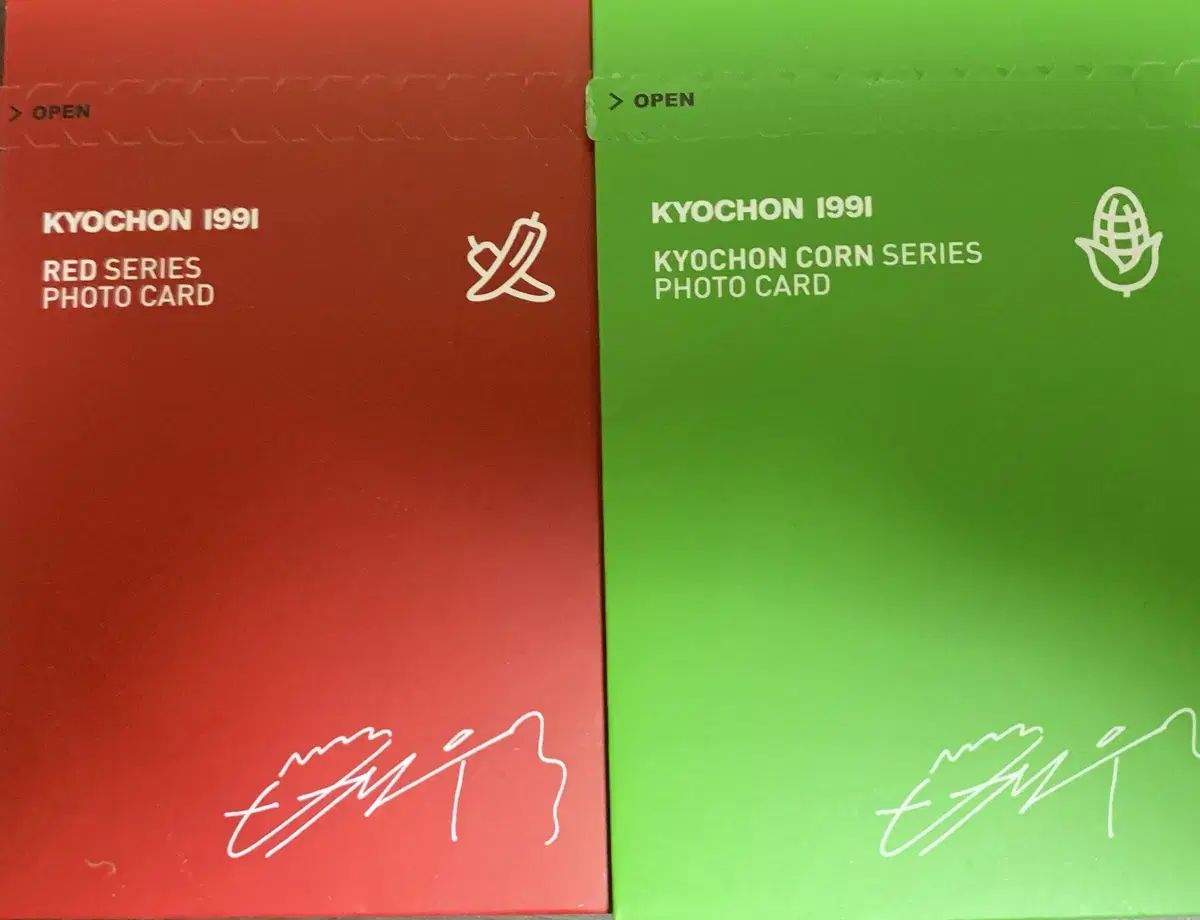 > OPEN
KYOCHON 1991
RED SERIES
PHOTO CARD
> OPEN
KYOCHON 1991
KYOCHON CORN SERIES
PHOTO CARD